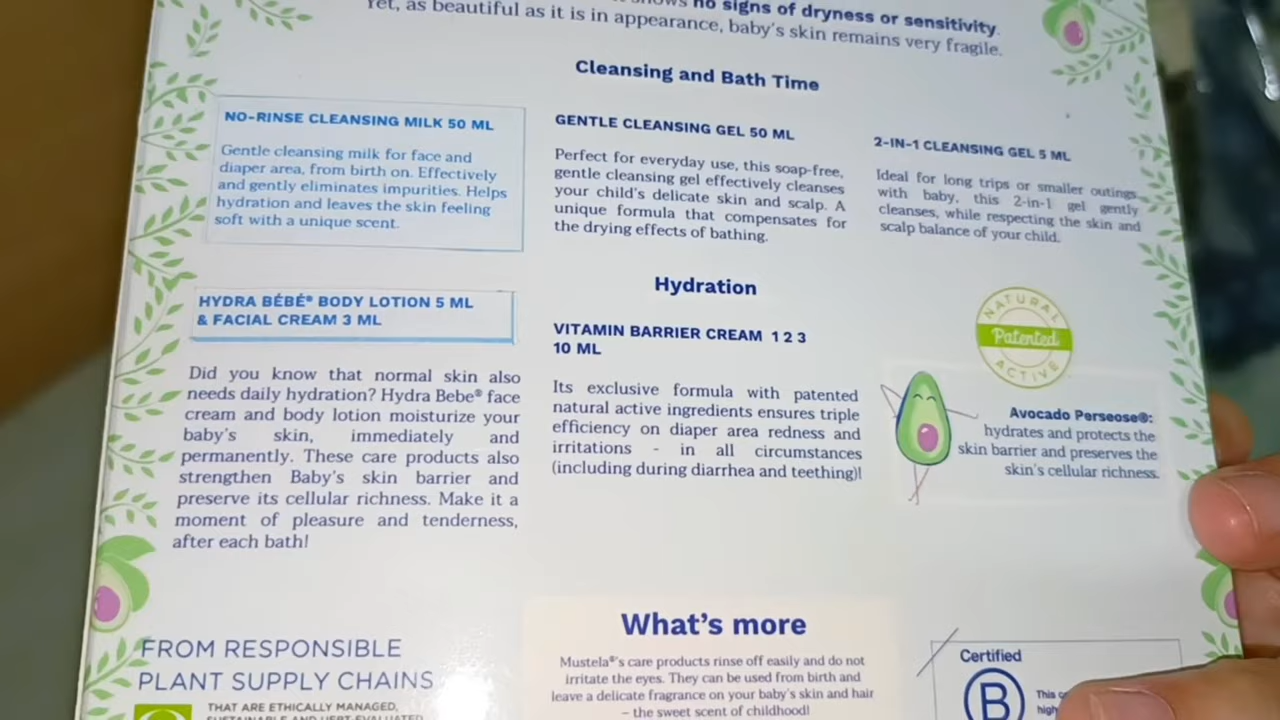 no signs of dryness or sensitivity.
Yet, as beautiful as it is in appearance, baby's skin remains very fragile.
Cleansing and Bath Time
NO-RINSE CLEANSING MILK 50 ML
Gentle cleansing milk for face and
diaper area, from birth on. Effectively
and gently eliminates impurities. Helps
hydration and leaves the skin feeling
soft with a unique scent.
GENTLE CLEANSING GEL 50 ML
Perfect for everyday use, this soap-free,
gentle cleansing gel effectively cleanses
your child's delicate skin and scalp. A
unique formula that compensates for
the drying effects of bathing.
2-IN-1 CLEANSING GEL 5 ML
Ideal for long trips or smaller outings
with baby, this 2-in-1 gel gently
cleanses, while respecting the skin and
scalp balance of your child.
Hydration
HYDRA BÉBÉ® BODY LOTION 5 ML
& FACIAL CREAM 3 ML
Did you know that normal skin also
needs daily hydration? Hydra Bebe® face
cream and body lotion moisturize your
baby's skin, immediately and
permanently. These care products also
strengthen Baby's skin barrier and
preserve its cellular richness. Make it a
moment of pleasure and tenderness,
after each bath!
VITAMIN BARRIER CREAM 1 2 3
10 ML
Its exclusive formula with patented
natural active ingredients ensures triple
efficiency on diaper area redness and
irritations - in all circumstances
(including during diarrhea and teething)!
NATURAL
Patented
ACTIVE
Avocado Perseose®:
hydrates and protects the
skin barrier and preserves the
skin's cellular richness.
FROM RESPONSIBLE
PLANT SUPPLY CHAINS
THAT ARE ETHICALLY MANAGED,
What's more
Mustela®'s care products rinse off easily and do not
irritate the eyes. They can be used from birth and
leave a delicate fragrance on your baby's skin and hair
– the sweet scent of childhood!
Certified
B
This